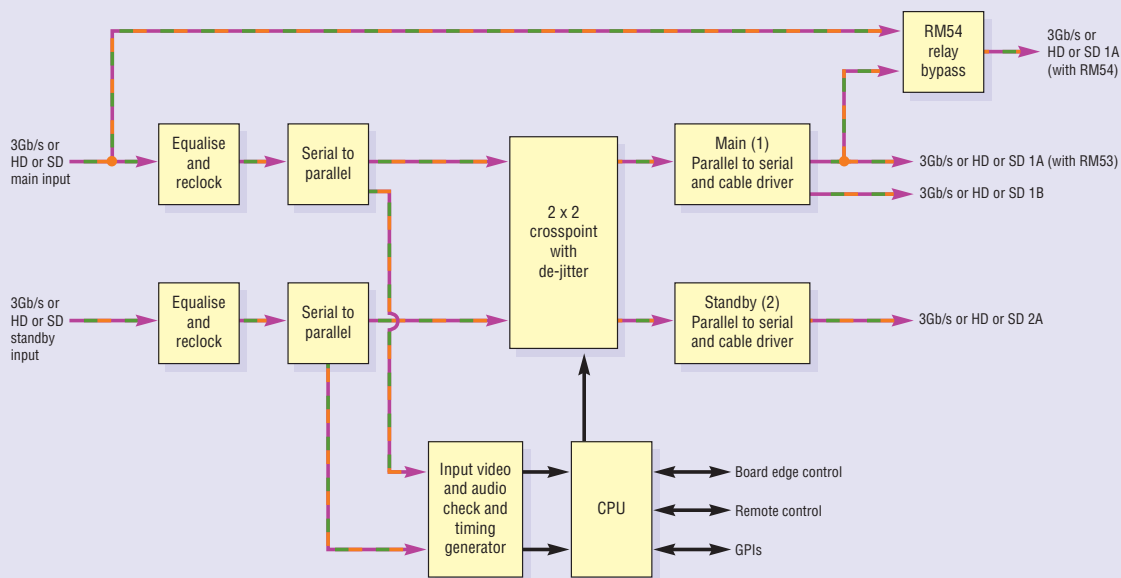 RM54
relay
bypass
3Gb/s or
HD or SD 1A
(with RM54)
3Gb/s or
HD or SD
main input
Equalise
and
reclock
Serial to
parallel
2 x 2
crosspoint
with
de-jitter
Main (1)
Parallel to serial
and cable driver
3Gb/s or HD or SD 1A (with RM53)
3Gb/s or HD or SD 1B
3Gb/s or
HD or SD
standby
input
Equalise
and
reclock
Serial to
parallel
Standby (2)
Parallel to serial
and cable driver
3Gb/s or HD or SD 2A
Input video
and audio
check and
timing
generator
CPU
Board edge control
Remote control
GPIs